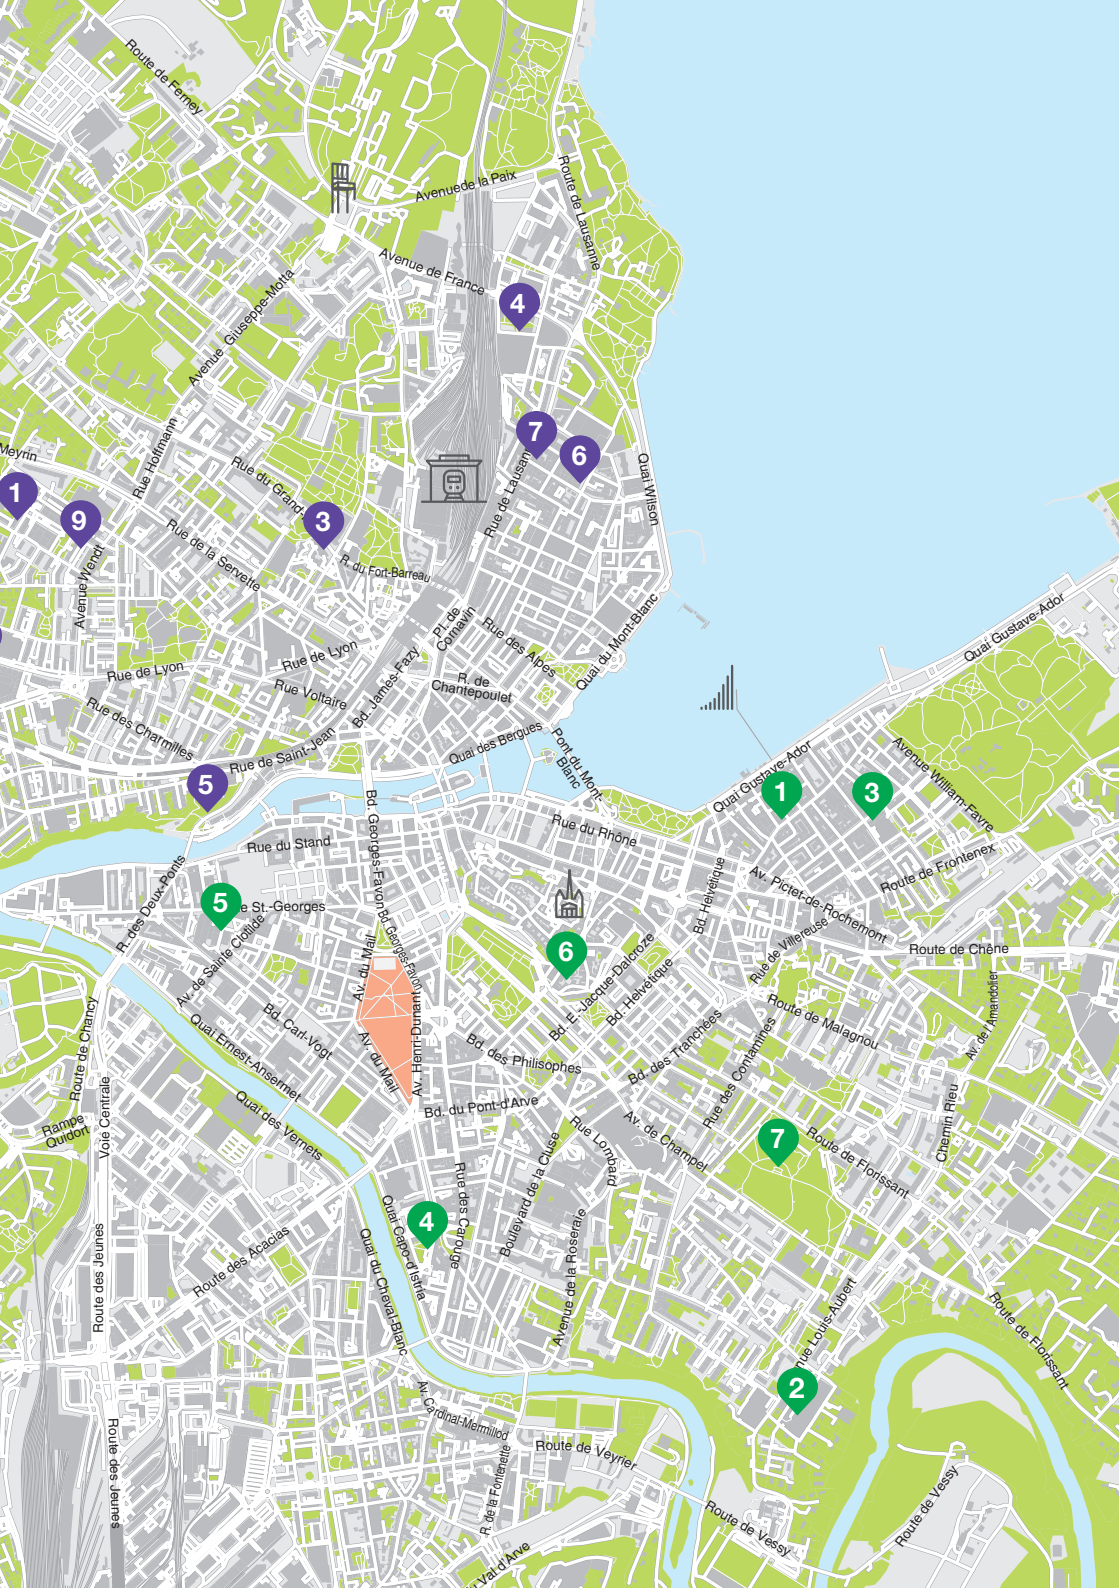 Route de Ferney
Avenue de la Paix
Route de Lausanne
Avenue de France
Avenue Giuseppe-Motta
4
7
6
Meyrin
Rue Hoffmann
Rue du Grand-
Rue de Lausan
Quai Wilson
1
9
3
Rue de la Servette
R. du Fort-Barreau
Avenue Wendt
Pl. de
Cornavin
Rue des Alpes
Quai du Mont-Blanc
Quai Gustave-Ador
Rue de Lyon
Rue de Lyon
R. de
Chantepoulet
Rue Voltaire
Bd. James-Fazy
Rue des Charmilles
Rue de Saint-Jean
Quai des Bergues
Pont du Mont-
Blanc
Quai Gustave-Ador
Avenue William-Favre
5
1
3
Bd. Georges-Favon
Rue du Rhône
Rue du Stand
Route de Frontenex
Av. Pictet-de-Rochemont
Bd. Helvétique
R. des Deux-Ponts
5
e St.-Georges
Bd. Georges-Favon
Av. de Sainte Clotilde
Av. du Mail
6
Rue de Villereuse
Route de Chêne
Bd. E. Jacque-Dalcroze
Bd. Helvétique
Route de Chancy
Quai Ernest-Ansermet
Bd. Carl-Vogt
Av. du Mail
Av. Henri-Dunant
Bd. des Philisophes
Bd. des Tranchées
Rue des Contamines
Route de Malagnou
Av. de l'Amandolier
Rampe
Quidort
Voie Centrale
Quai des Vernets
Bd. du Pont-d'Arve
Rue Lombard
Av. de Champel
7
Route de Florissant
Chemin Rieu
Route des Jeunes
Route des Acacias
Quai du Cheval-Blanc
Quai Capo-d'Istria
4
Rue des Carouge
Boulevard de la Cluse
Avenue de la Roseraie
nue Louis-Aubert
Route de Florissant
2
Av. Cardinal-Mermillod
Route des Jeunes
R. de la Fontenette
Route de Veyrier
Route de Vessy
Route de Vessy
Val d'Arve